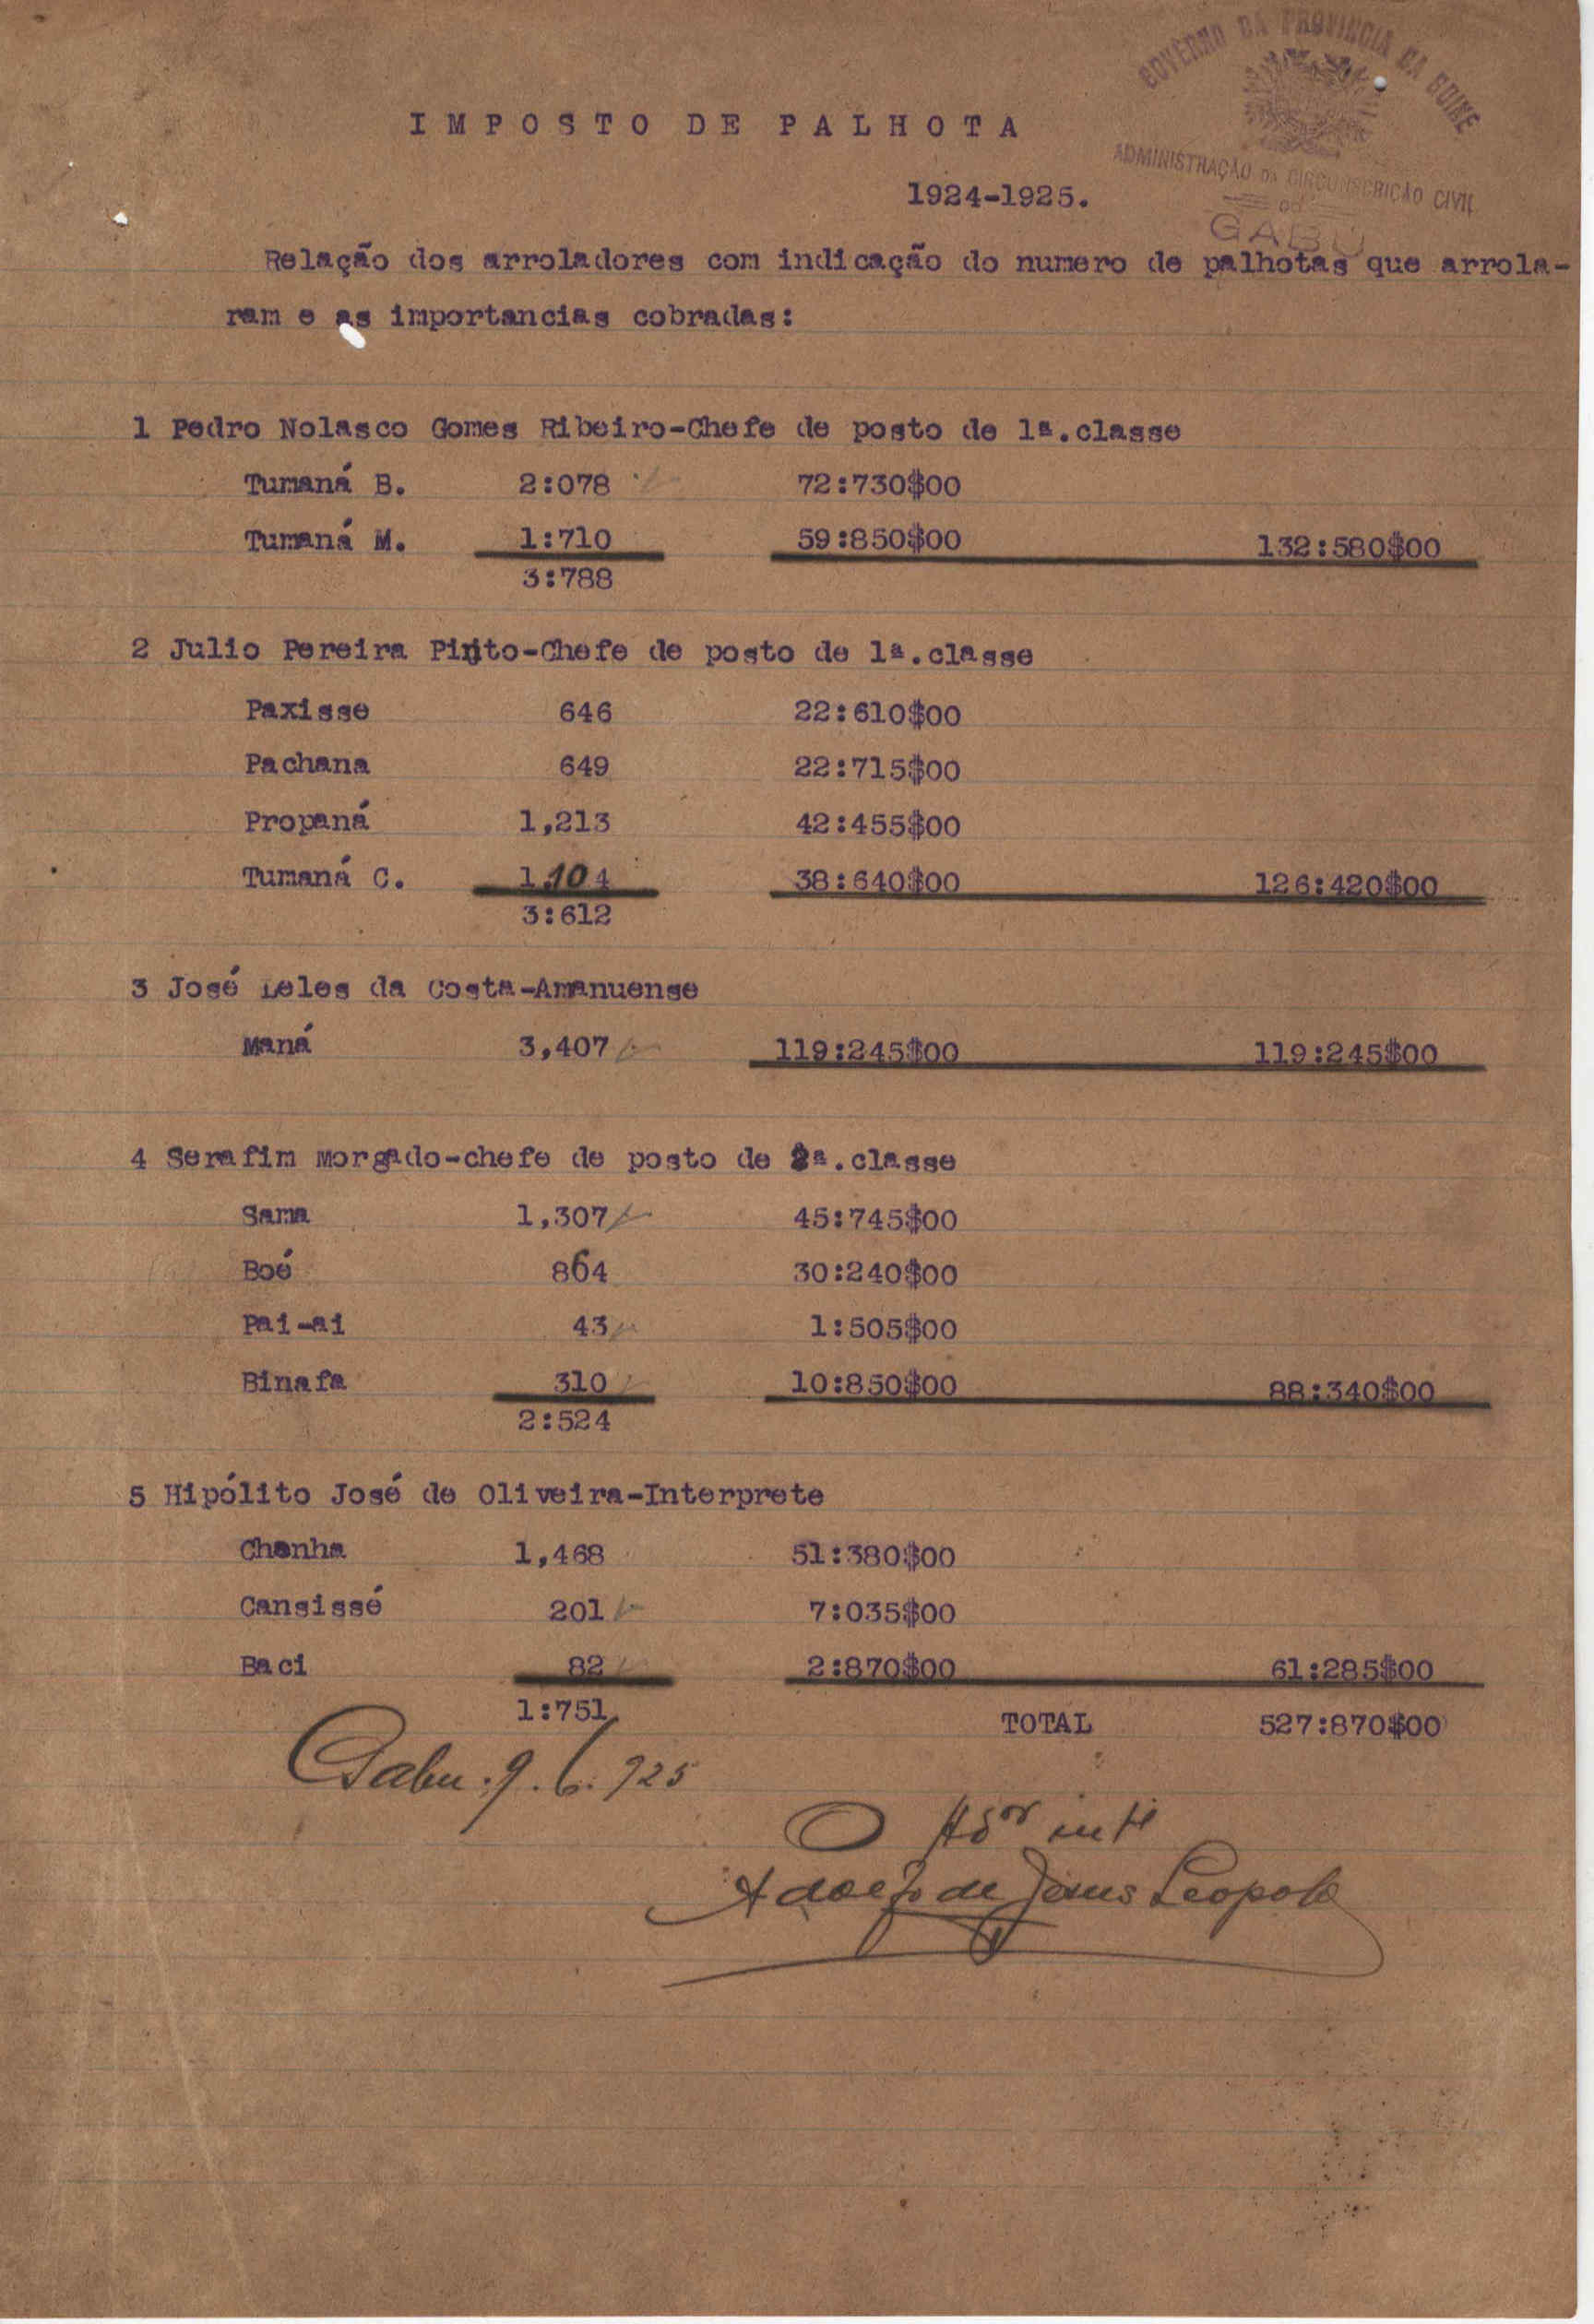 GOVÊRNO DA PROVINCIA DA GUINÉ
ADMINISTRAÇÃO DA CIRCUNSCRIÇÃO CIVIL
GABÚ
IMPOSTO DE PALHOTA
1924-1925.
Relação dos arroladores com indicação do numero de palhotas que arrola-
ram e as importancias cobradas:
1 Pedro Nolasco Gomes Ribeiro-Chefe de posto de 1ª.classe
Tumaná B. 2:078 72:730$00
Tumaná M. 1:710 59:850$00 132:580$00
3:788
2 Julio Pereira Pinto-Chefe de posto de 1ª.classe
Paxisse 646 22:610$00
Pachana 649 22:715$00
Propaná 1,213 42:455$00
Tumaná C. 1.104 38:640$00 126:420$00
3:612
3 José Leles da Costa-Amanuense
Maná 3,407 119:245$00 119:245$00
4 Serafim Morgado-chefe de posto de 2ª.classe
Sama 1,307 45:745$00
Boé 864 30:240$00
Pai-ai 43 1:505$00
Binafa 310 10:850$00 88:340$00
2:524
5 Hipólito José de Oliveira-Interprete
Chanha 1,468 51:380$00
Cansissé 201 7:035$00
Baci 82 2:870$00 61:285$00
1:751
TOTAL 527:870$00
Gabu. 9.6.925
O Adºr intº
Adolfo de Jesus Leopoldo